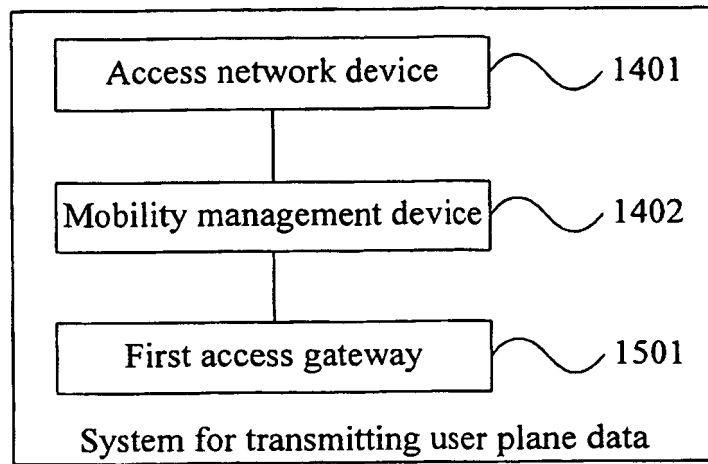 Access network device 1401
Mobility management device 1402
First access gateway 1501
System for transmitting user plane data